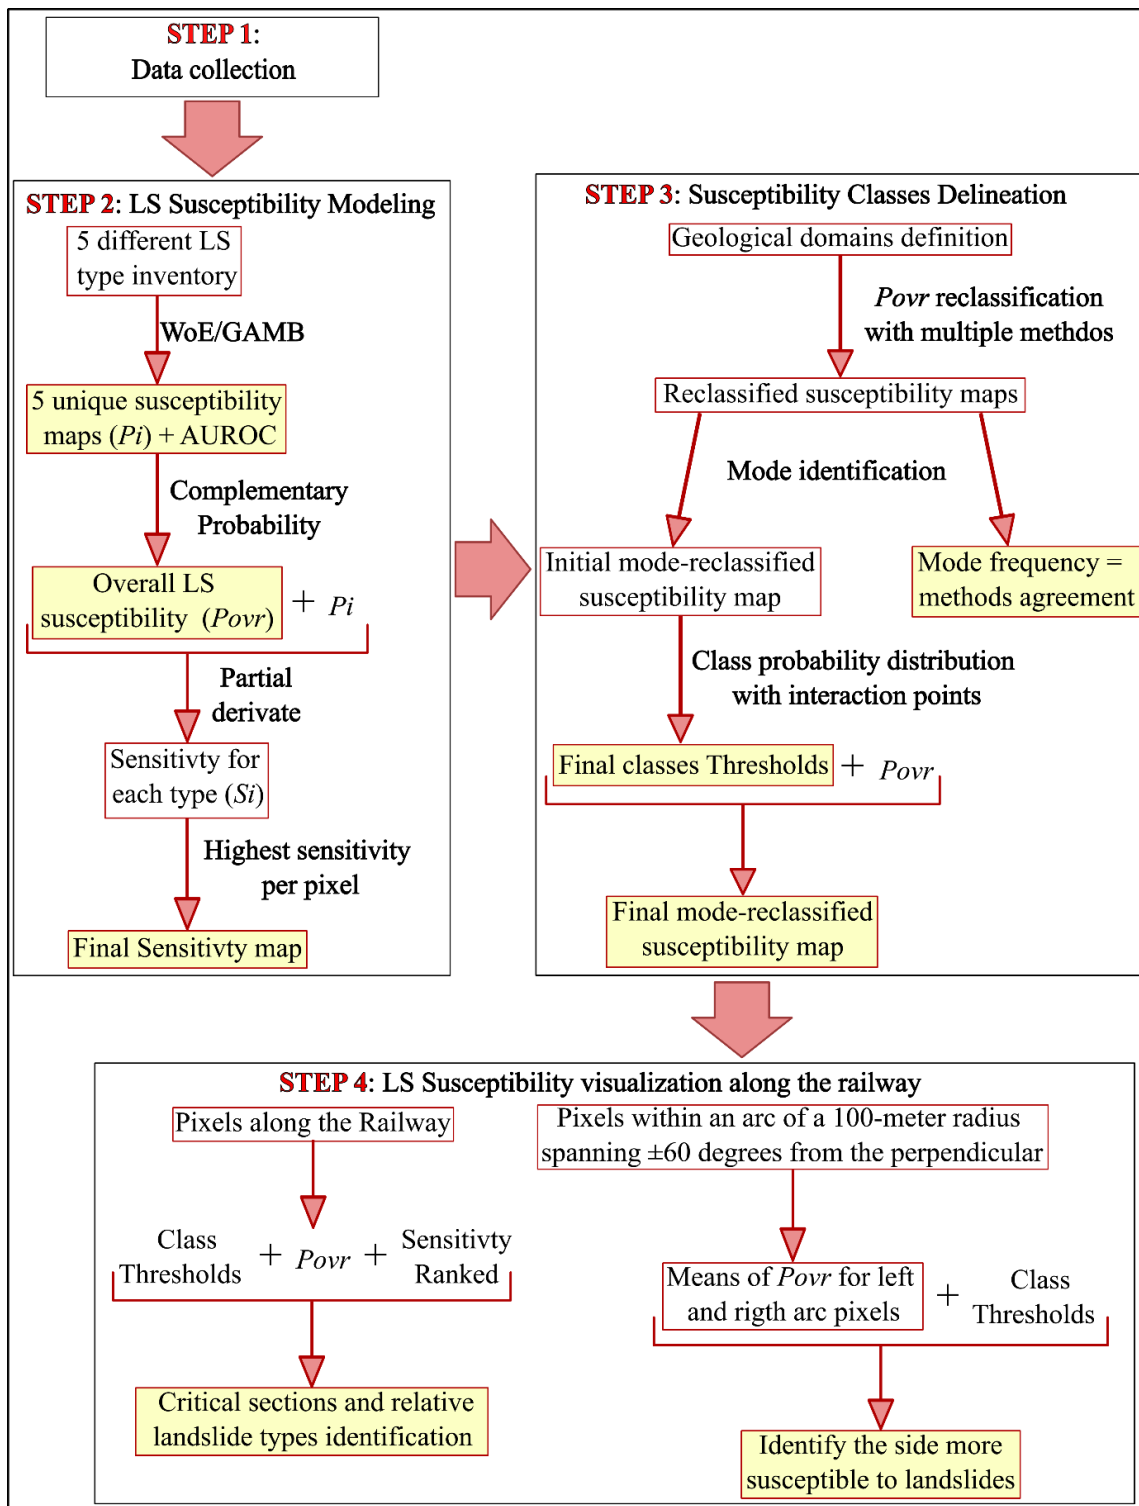 STEP 1:
Data collection
STEP 2: LS Susceptibility Modeling
5 different LS
type inventory
WoE/GAMB
5 unique susceptibility
maps (Pi) + AUROC
Complementary
Probability
Overall LS
susceptibility (Povr)
+ Pi
Partial
derivate
Sensitivty for
each type (Si)
Highest sensitivity
per pixel
Final Sensitivty map
STEP 3: Susceptibility Classes Delineation
Geological domains definition
Povr reclassification
with multiple methdos
Reclassified susceptibility maps
Mode identification
Initial mode-reclassified
susceptibility map
Mode frequency =
methods agreement
Class probability distribution
with interaction points
Final classes Thresholds + Povr
Final mode-reclassified
susceptibility map
STEP 4: LS Susceptibility visualization along the railway
Pixels along the Railway
Class
Thresholds
+ Povr +
Sensitivty
Ranked
Critical sections and relative
landslide types identification
Pixels within an arc of a 100-meter radius
spanning ±60 degrees from the perpendicular
Means of Povr for left
and rigth arc pixels
+
Class
Thresholds
Identify the side more
susceptible to landslides